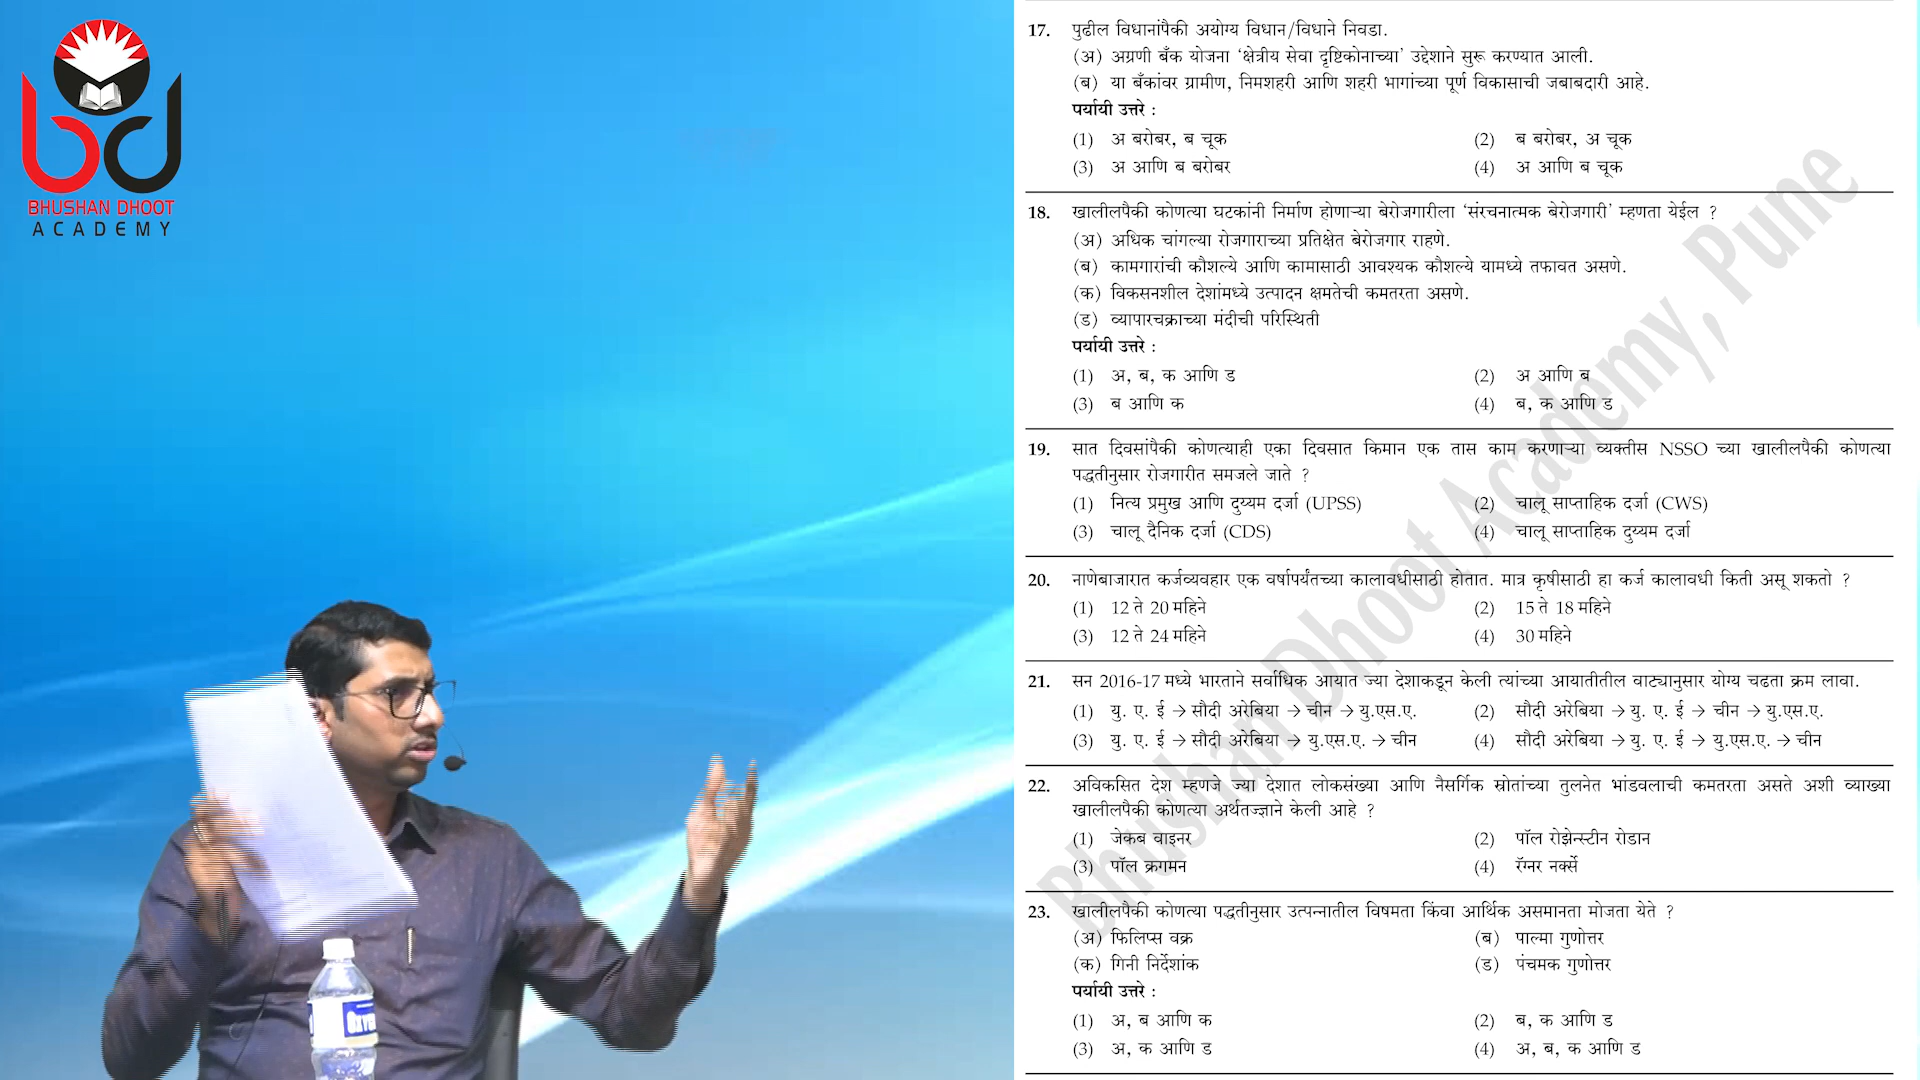 BHUSHAN DHOOT
ACADEMY
17. पुढील विधानांपैकी अयोग्य विधान/विधाने निवडा.
(अ) अग्रणी बँक योजना ‘क्षेत्रीय सेवा दृष्टिकोनाच्या’ उद्देशाने सुरू करण्यात आली.
(ब) या बँकांवर ग्रामीण, निमशहरी आणि शहरी भागांच्या पूर्ण विकासाची जबाबदारी आहे.
पर्यायी उत्तरे :
(1) अ बरोबर, ब चूक (2) ब बरोबर, अ चूक
(3) अ आणि ब बरोबर (4) अ आणि ब चूक
18. खालीलपैकी कोणत्या घटकांनी निर्माण होणाऱ्या बेरोजगारीला ‘संरचनात्मक बेरोजगारी’ म्हणता येईल ?
(अ) अधिक चांगल्या रोजगाराच्या प्रतिक्षेत बेरोजगार राहणे.
(ब) कामगारांची कौशल्ये आणि कामासाठी आवश्यक कौशल्ये यामध्ये तफावत असणे.
(क) विकसनशील देशांमध्ये उत्पादन क्षमतेची कमतरता असणे.
(ड) व्यापारचक्राच्या मंदीची परिस्थिती
पर्यायी उत्तरे :
(1) अ, ब, क आणि ड (2) अ आणि ब
(3) ब आणि क (4) ब, क आणि ड
19. सात दिवसांपैकी कोणत्याही एका दिवसात किमान एक तास काम करणाऱ्या व्यक्तीस NSSO च्या खालीलपैकी कोणत्या
पद्धतीनुसार रोजगारीत समजले जाते ?
(1) नित्य प्रमुख आणि दुय्यम दर्जा (UPSS) (2) चालू साप्ताहिक दर्जा (CWS)
(3) चालू दैनिक दर्जा (CDS) (4) चालू साप्ताहिक दुय्यम दर्जा
20. नाणेबाजारात कर्जव्यवहार एक वर्षापर्यंतच्या कालावधीसाठी होतात. मात्र कृषीसाठी हा कर्ज कालावधी किती असू शकतो ?
(1) 12 ते 20 महिने (2) 15 ते 18 महिने
(3) 12 ते 24 महिने (4) 30 महिने
21. सन 2016-17 मध्ये भारताने सर्वाधिक आयात ज्या देशाकडून केली त्यांच्या आयातीतील वाट्यानुसार योग्य चढता क्रम लावा.
(1) यु. ए. ई → सौदी अरेबिया → चीन → यु.एस.ए. (2) सौदी अरेबिया → यु. ए. ई → चीन → यु.एस.ए.
(3) यु. ए. ई → सौदी अरेबिया → यु.एस.ए. → चीन (4) सौदी अरेबिया → यु. ए. ई → यु.एस.ए. → चीन
22. अविकसित देश म्हणजे ज्या देशात लोकसंख्या आणि नैसर्गिक स्रोतांच्या तुलनेत भांडवलाची कमतरता असते अशी व्याख्या
खालीलपैकी कोणत्या अर्थतज्ज्ञाने केली आहे ?
(1) जेकब वाइनर (2) पॉल रोझेन्स्टीन रोडान
(3) पॉल क्रुगमन (4) रॅग्नर नर्क्से
23. खालीलपैकी कोणत्या पद्धतीनुसार उत्पन्नातील विषमता किंवा आर्थिक असमानता मोजता येते ?
(अ) फिलिप्स वक्र (ब) पाल्मा गुणोत्तर
(क) गिनी निर्देशांक (ड) पंचमक गुणोत्तर
पर्यायी उत्तरे :
(1) अ, ब आणि क (2) ब, क आणि ड
(3) अ, क आणि ड (4) अ, ब, क आणि ड
Bhushan Dhoot Academy, Pune